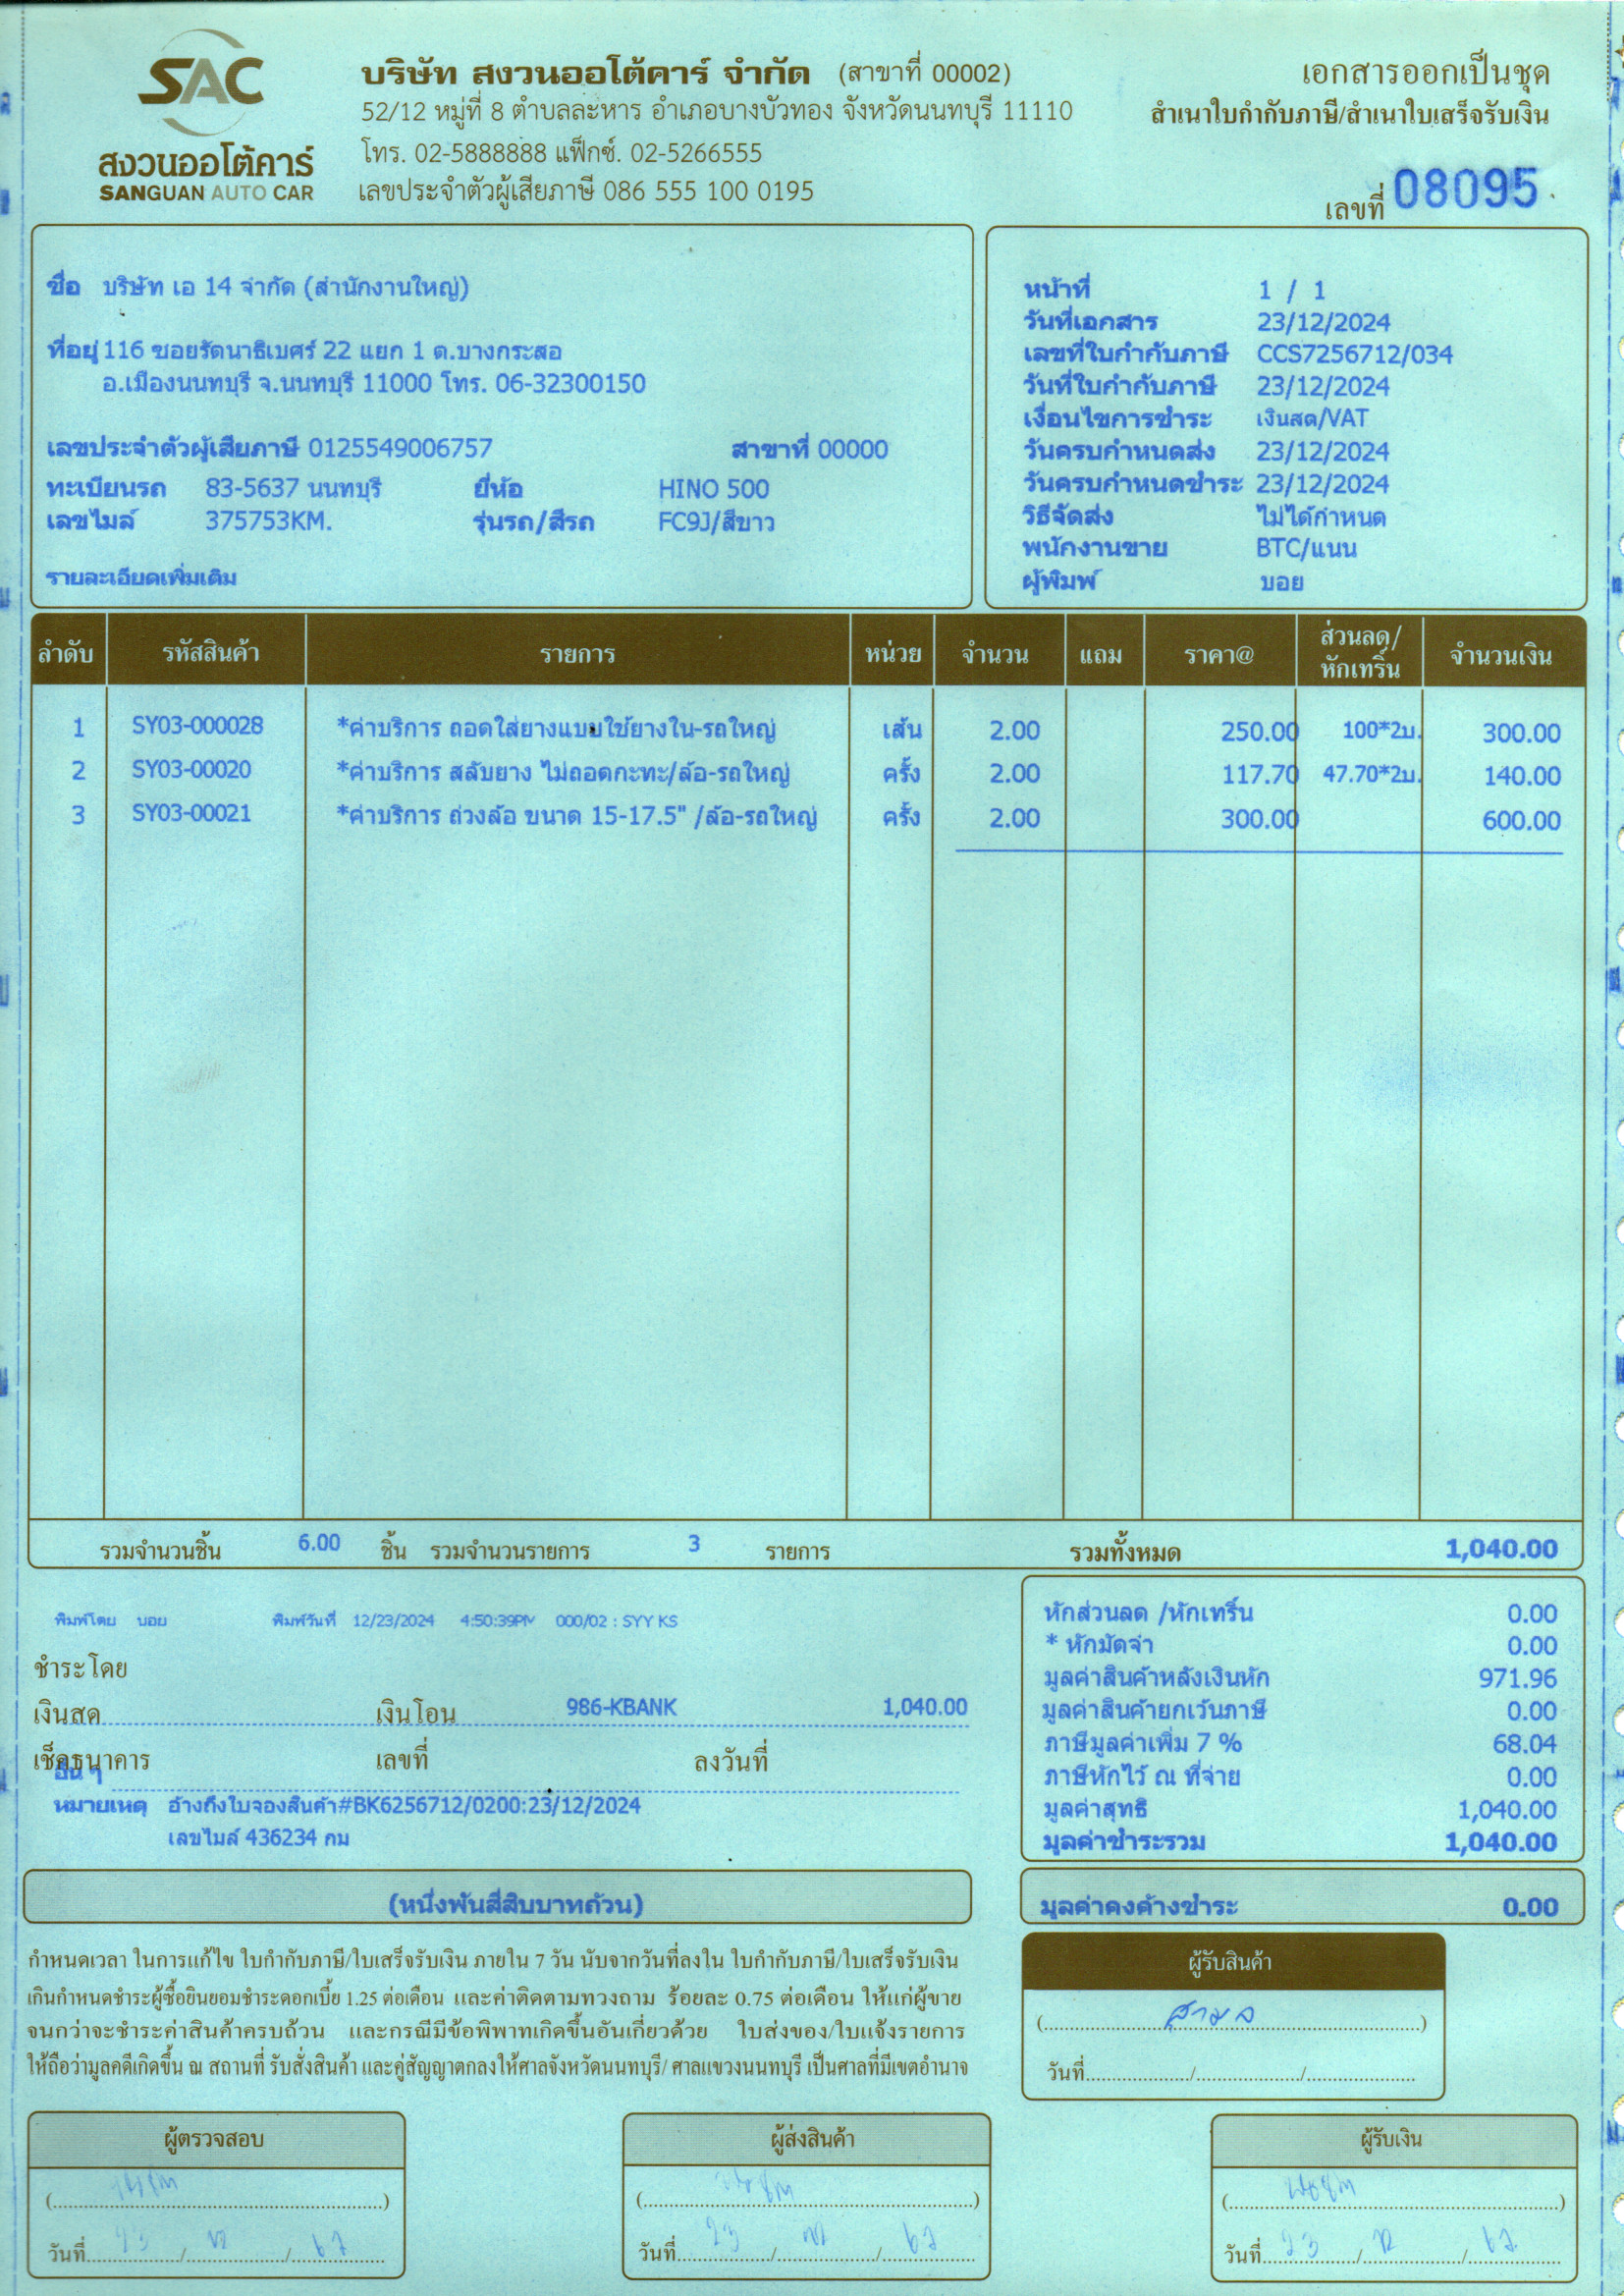 SAC
สงวนออโต้คาร์
SANGUAN AUTO CAR
บริษัท สงวนออโต้คาร์ จำกัด (สาขาที่ 00002)
52/12 หมู่ที่ 8 ตำบลละหาร อำเภอบางบัวทอง จังหวัดนนทบุรี 11110
โทร. 02-5888888 แฟ็กซ์. 02-5266555
เลขประจำตัวผู้เสียภาษี 086 555 100 0195
เอกสารออกเป็นชุด
สำเนาใบกำกับภาษี/สำเนาใบเสร็จรับเงิน
เลขที่ 08095
ชื่อ บริษัท เอ 14 จำกัด (สำนักงานใหญ่)
ที่อยู่ 116 ซอยรัตนาธิเบศร์ 22 แยก 1 ต.บางกระสอ
อ.เมืองนนทบุรี จ.นนทบุรี 11000 โทร. 06-32300150
เลขประจำตัวผู้เสียภาษี 0125549006757 สาขาที่ 00000
ทะเบียนรถ 83-5637 นนทบุรี ยี่ห้อ HINO 500
เลขไมล์ 375753KM. รุ่นรถ/สีรถ FC9J/สีขาว
รายละเอียดเพิ่มเติม
หน้าที่ 1 / 1
วันที่เอกสาร 23/12/2024
เลขที่ใบกำกับภาษี CCS7256712/034
วันที่ใบกำกับภาษี 23/12/2024
เงื่อนไขการชำระ เงินสด/VAT
วันครบกำหนดส่ง 23/12/2024
วันครบกำหนดชำระ 23/12/2024
วิธีจัดส่ง ไม่ได้กำหนด
พนักงานขาย BTC/แนน
ผู้พิมพ์ บอย
ลำดับ รหัสสินค้า รายการ หน่วย จำนวน แถม ราคา@ ส่วนลด/หักเทริ์น จำนวนเงิน
1 SY03-000028 *ค่าบริการ ถอดใส่ยางแบบใช้ยางใน-รถใหญ่ เส้น 2.00 250.00 100*2บ. 300.00
2 SY03-00020 *ค่าบริการ สลับยาง ไม่ถอดกะทะ/ล้อ-รถใหญ่ ครั้ง 2.00 117.70 47.70*2บ. 140.00
3 SY03-00021 *ค่าบริการ ถ่วงล้อ ขนาด 15-17.5" /ล้อ-รถใหญ่ ครั้ง 2.00 300.00 600.00
รวมจำนวนชิ้น 6.00 ชิ้น รวมจำนวนรายการ 3 รายการ รวมทั้งหมด 1,040.00
พิมพ์โดย บอย พิมพ์วันที่ 12/23/2024 4:50:39PM 000/02 : SYY KS
ชำระโดย
เงินสด เงินโอน 986-KBANK 1,040.00
เช็คธนาคาร เลขที่ ลงวันที่
อื่น ๆ
หมายเหตุ อ้างถึงใบจองสินค้า#BK6256712/0200:23/12/2024
เลขไมล์ 436234 กม
หักส่วนลด /หักเทริ์น 0.00
* หักมัดจำ 0.00
มูลค่าสินค้าหลังเงินหัก 971.96
มูลค่าสินค้ายกเว้นภาษี 0.00
ภาษีมูลค่าเพิ่ม 7 % 68.04
ภาษีหักไว้ ณ ที่จ่าย 0.00
มูลค่าสุทธิ 1,040.00
มูลค่าชำระรวม 1,040.00
(หนึ่งพันสี่สิบบาทถ้วน)
มูลค่าคงค้างชำระ 0.00
กำหนดเวลา ในการแก้ไข ใบกำกับภาษี/ใบเสร็จรับเงิน ภายใน 7 วัน นับจากวันที่ลงใน ใบกำกับภาษี/ใบเสร็จรับเงิน
เกินกำหนดชำระผู้ซื้อยินยอมชำระดอกเบี้ย 1.25 ต่อเดือน และค่าติดตามทวงถาม ร้อยละ 0.75 ต่อเดือน ให้แก่ผู้ขาย
จนกว่าจะชำระค่าสินค้าครบถ้วน และกรณีมีข้อพิพาทเกิดขึ้นอันเกี่ยวด้วย ใบส่งของ/ใบแจ้งรายการ
ให้ถือว่ามูลคดีเกิดขึ้น ณ สถานที่ รับสั่งสินค้า และคู่สัญญาตกลงให้ศาลจังหวัดนนทบุรี/ ศาลแขวงนนทบุรี เป็นศาลที่มีเขตอำนาจ
ผู้รับสินค้า
วันที่
ผู้ตรวจสอบ
วันที่ 23 / 12 / 67
ผู้ส่งสินค้า
วันที่ 23 / 12 / 67
ผู้รับเงิน
วันที่ 23 / 12 / 67